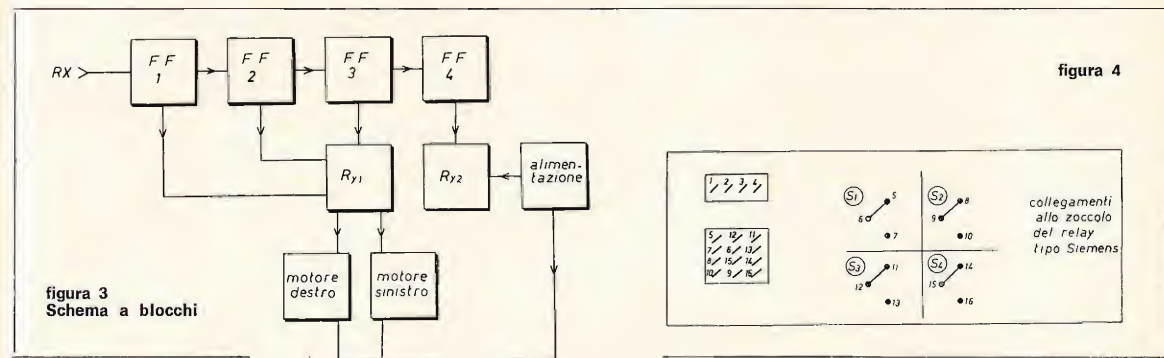 RX
FF
1
FF
2
FF
3
FF
4
Ry1
Ry2
alimen-
tazione
motore
destro
motore
sinistro
figura 3
Schema a blocchi
figura 4
1 2 3 4
5 12 11
7 6 13
8 15 14
10 9 16
S1
5
6
7
S2
8
9
10
S3
11
12
13
S4
14
15
16
collegamenti
allo zoccolo
del relay
tipo Siemens